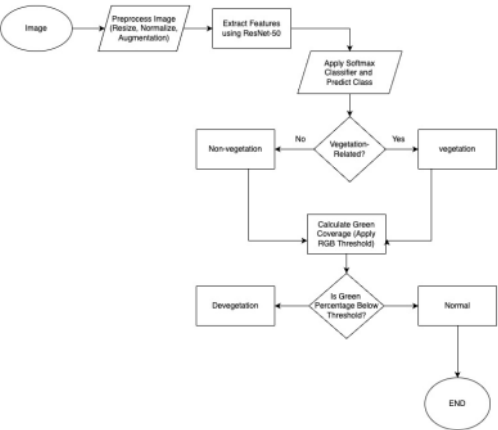 Image
Preprocess Image
(Resize, Normalize,
Augmentation)
Extract Features
using ResNet-50
Apply Softmax
Classifier and
Predict Class
No
Vegetation-
Related?
Yes
Non-vegetation
vegetation
Calculate Green
Coverage (Apply
RGB Threshold)
Is Green
Percentage Below
Threshold?
Devegetation
Normal
END